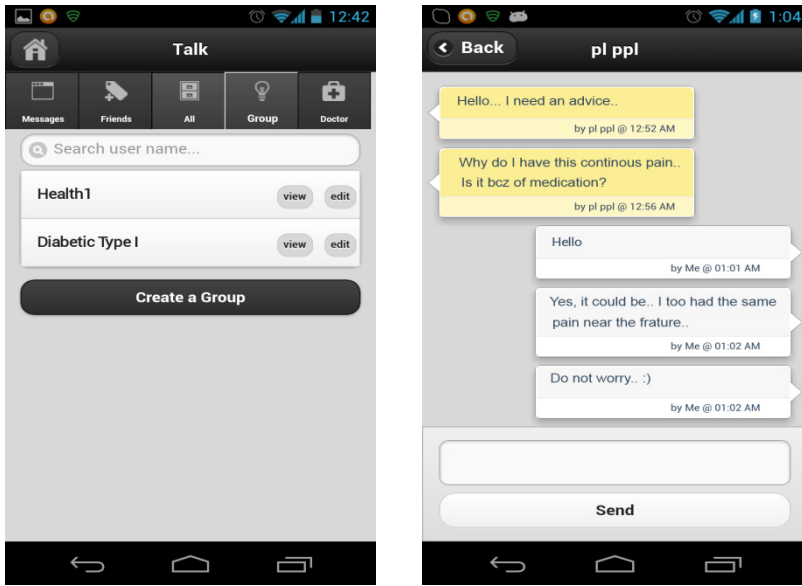 12:42
Talk
Messages Friends All Group Doctor
Search user name...
Health1 view edit
Diabetic Type I view edit
Create a Group
1:04
Back pl ppl
Hello... I need an advice..
by pl ppl @ 12:52 AM
Why do I have this continous pain..
Is it bcz of medication?
by pl ppl @ 12:56 AM
Hello
by Me @ 01:01 AM
Yes, it could be.. I too had the same
pain near the frature..
by Me @ 01:02 AM
Do not worry.. :)
by Me @ 01:02 AM
Send